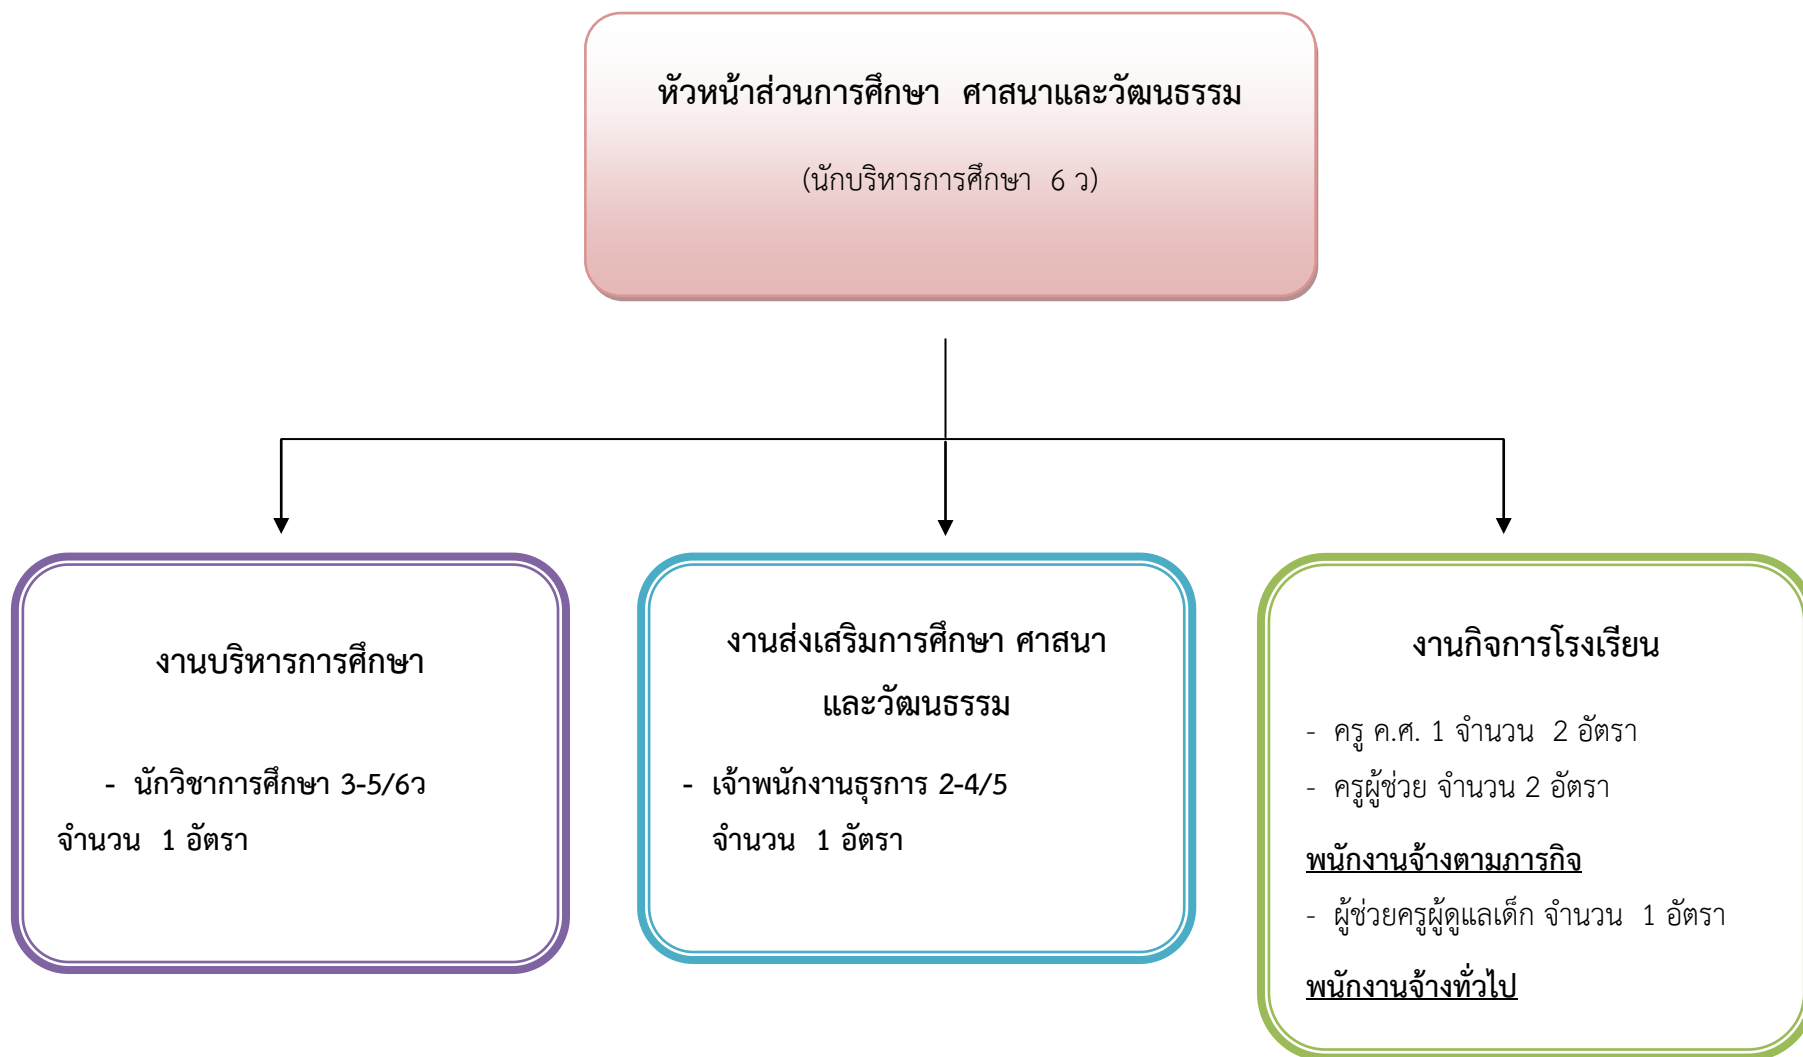 หัวหน้าส่วนการศึกษา ศาสนาและวัฒนธรรม
(นักบริหารการศึกษา 6 ว)
งานบริหารการศึกษา
- นักวิชาการศึกษา 3-5/6ว
จำนวน 1 อัตรา
งานส่งเสริมการศึกษา ศาสนา
และวัฒนธรรม
- เจ้าพนักงานธุรการ 2-4/5
จำนวน 1 อัตรา
งานกิจการโรงเรียน
- ครู ค.ศ. 1 จำนวน 2 อัตรา
- ครูผู้ช่วย จำนวน 2 อัตรา
พนักงานจ้างตามภารกิจ
- ผู้ช่วยครูผู้ดูแลเด็ก จำนวน 1 อัตรา
พนักงานจ้างทั่วไป